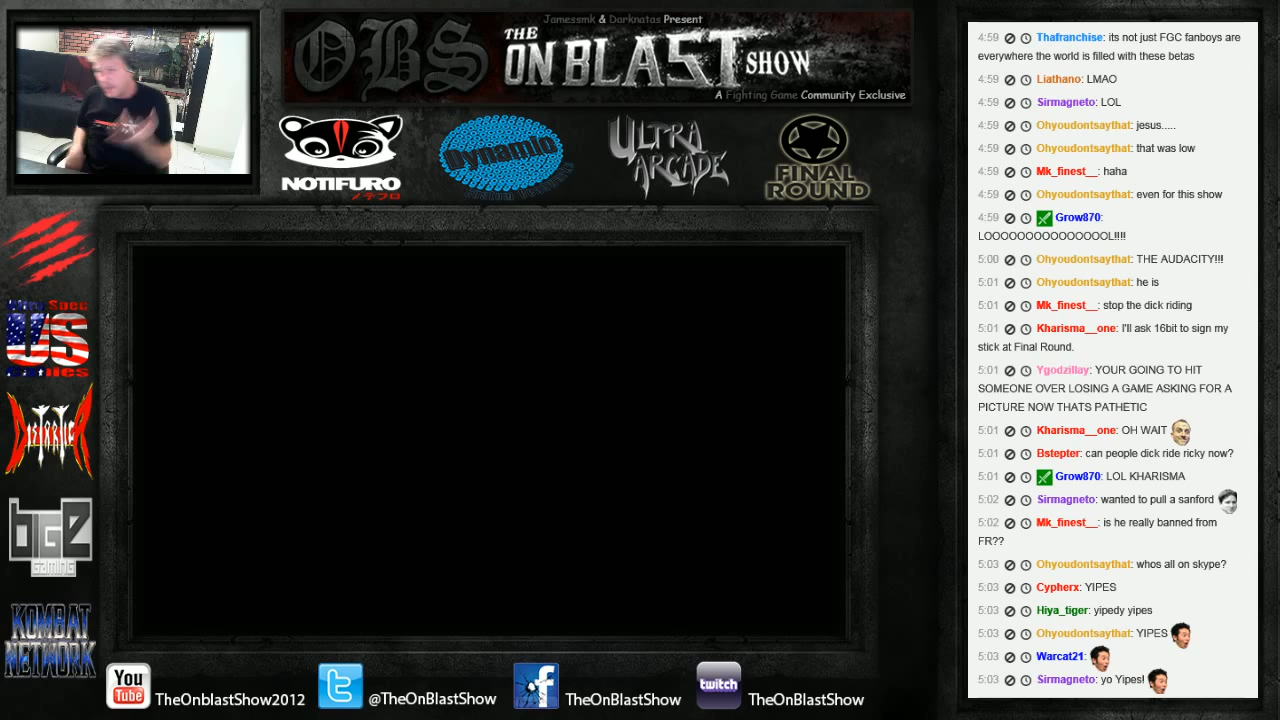 Jamessmk & Darknatas Present
OBS
THE
ON BLAST SHOW
A Fighting Game Community Exclusive
NOTIFURO
メテフロ
Dynamic
ULTRA
ARCADE
FINAL
ROUND
US
bige
GAMING
KOMBAT
NETWORK
You
Tube
TheOnblastShow2012
@TheOnBlastShow
f
TheOnBlastShow
twitch
TheOnBlastShow
4:59 Thafranchise: its not just FGC fanboys are
everywhere the world is filled with these betas
4:59 Liathano: LMAO
4:59 Sirmagneto: LOL
4:59 Ohyoudontsaythat: jesus.....
4:59 Ohyoudontsaythat: that was low
4:59 Mk_finest__: haha
4:59 Ohyoudontsaythat: even for this show
4:59 Grow870:
LOOOOOOOOOOOOOOOL!!!!
5:00 Ohyoudontsaythat: THE AUDACITY!!!
5:01 Ohyoudontsaythat: he is
5:01 Mk_finest__: stop the dick riding
5:01 Kharisma__one: I'll ask 16bit to sign my
stick at Final Round.
5:01 Ygodzillay: YOUR GOING TO HIT
SOMEONE OVER LOSING A GAME ASKING FOR A
PICTURE NOW THATS PATHETIC
5:01 Kharisma__one: OH WAIT
5:01 Bstepter: can people dick ride ricky now?
5:01 Grow870: LOL KHARISMA
5:02 Sirmagneto: wanted to pull a sanford
5:02 Mk_finest__: is he really banned from
FR??
5:03 Ohyoudontsaythat: whos all on skype?
5:03 Cypherx: YIPES
5:03 Hiya_tiger: yipedy yipes
5:03 Ohyoudontsaythat: YIPES
5:03 Warcat21:
5:03 Sirmagneto: yo Yipes!